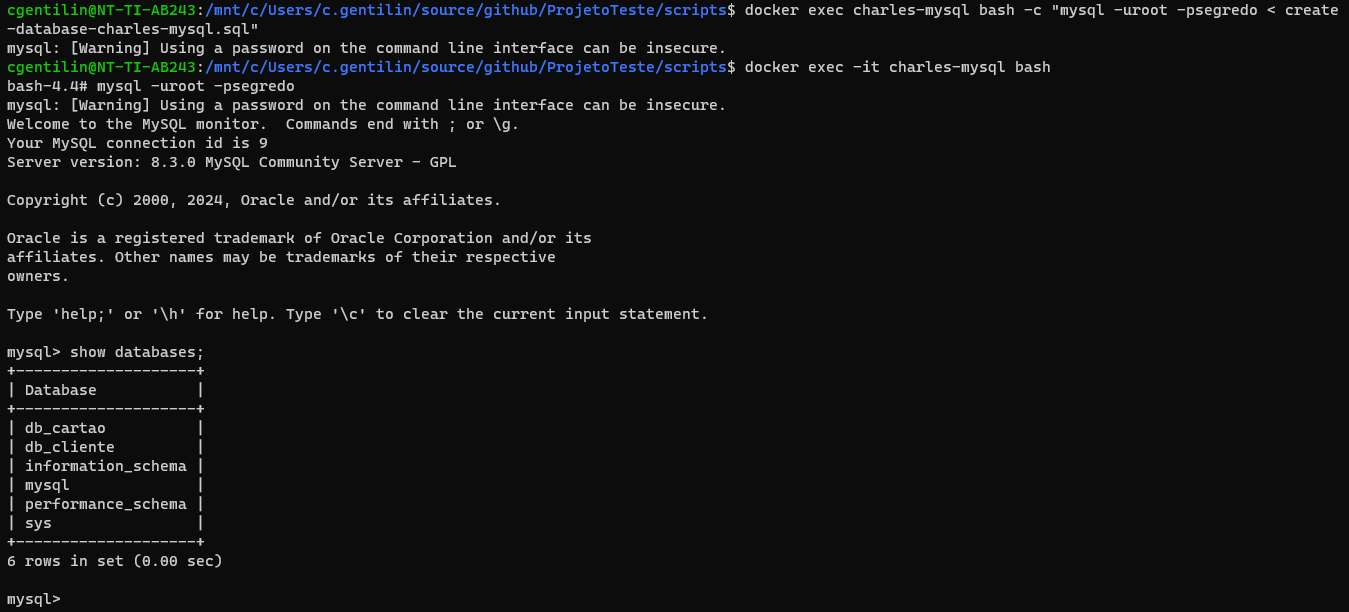 cgentilin@NT-TI-AB243:/mnt/c/Users/c.gentilin/source/github/ProjetoTeste/scripts$ docker exec charles-mysql bash -c "mysql -uroot -psegredo < create
-database-charles-mysql.sql"
mysql: [Warning] Using a password on the command line interface can be insecure.
cgentilin@NT-TI-AB243:/mnt/c/Users/c.gentilin/source/github/ProjetoTeste/scripts$ docker exec -it charles-mysql bash
bash-4.4# mysql -uroot -psegredo
mysql: [Warning] Using a password on the command line interface can be insecure.
Welcome to the MySQL monitor.  Commands end with ; or \g.
Your MySQL connection id is 9
Server version: 8.3.0 MySQL Community Server - GPL

Copyright (c) 2000, 2024, Oracle and/or its affiliates.

Oracle is a registered trademark of Oracle Corporation and/or its
affiliates. Other names may be trademarks of their respective
owners.

Type 'help;' or '\h' for help. Type '\c' to clear the current input statement.

mysql> show databases;
+--------------------+
| Database           |
+--------------------+
| db_cartao          |
| db_cliente         |
| information_schema |
| mysql              |
| performance_schema |
| sys                |
+--------------------+
6 rows in set (0.00 sec)

mysql>